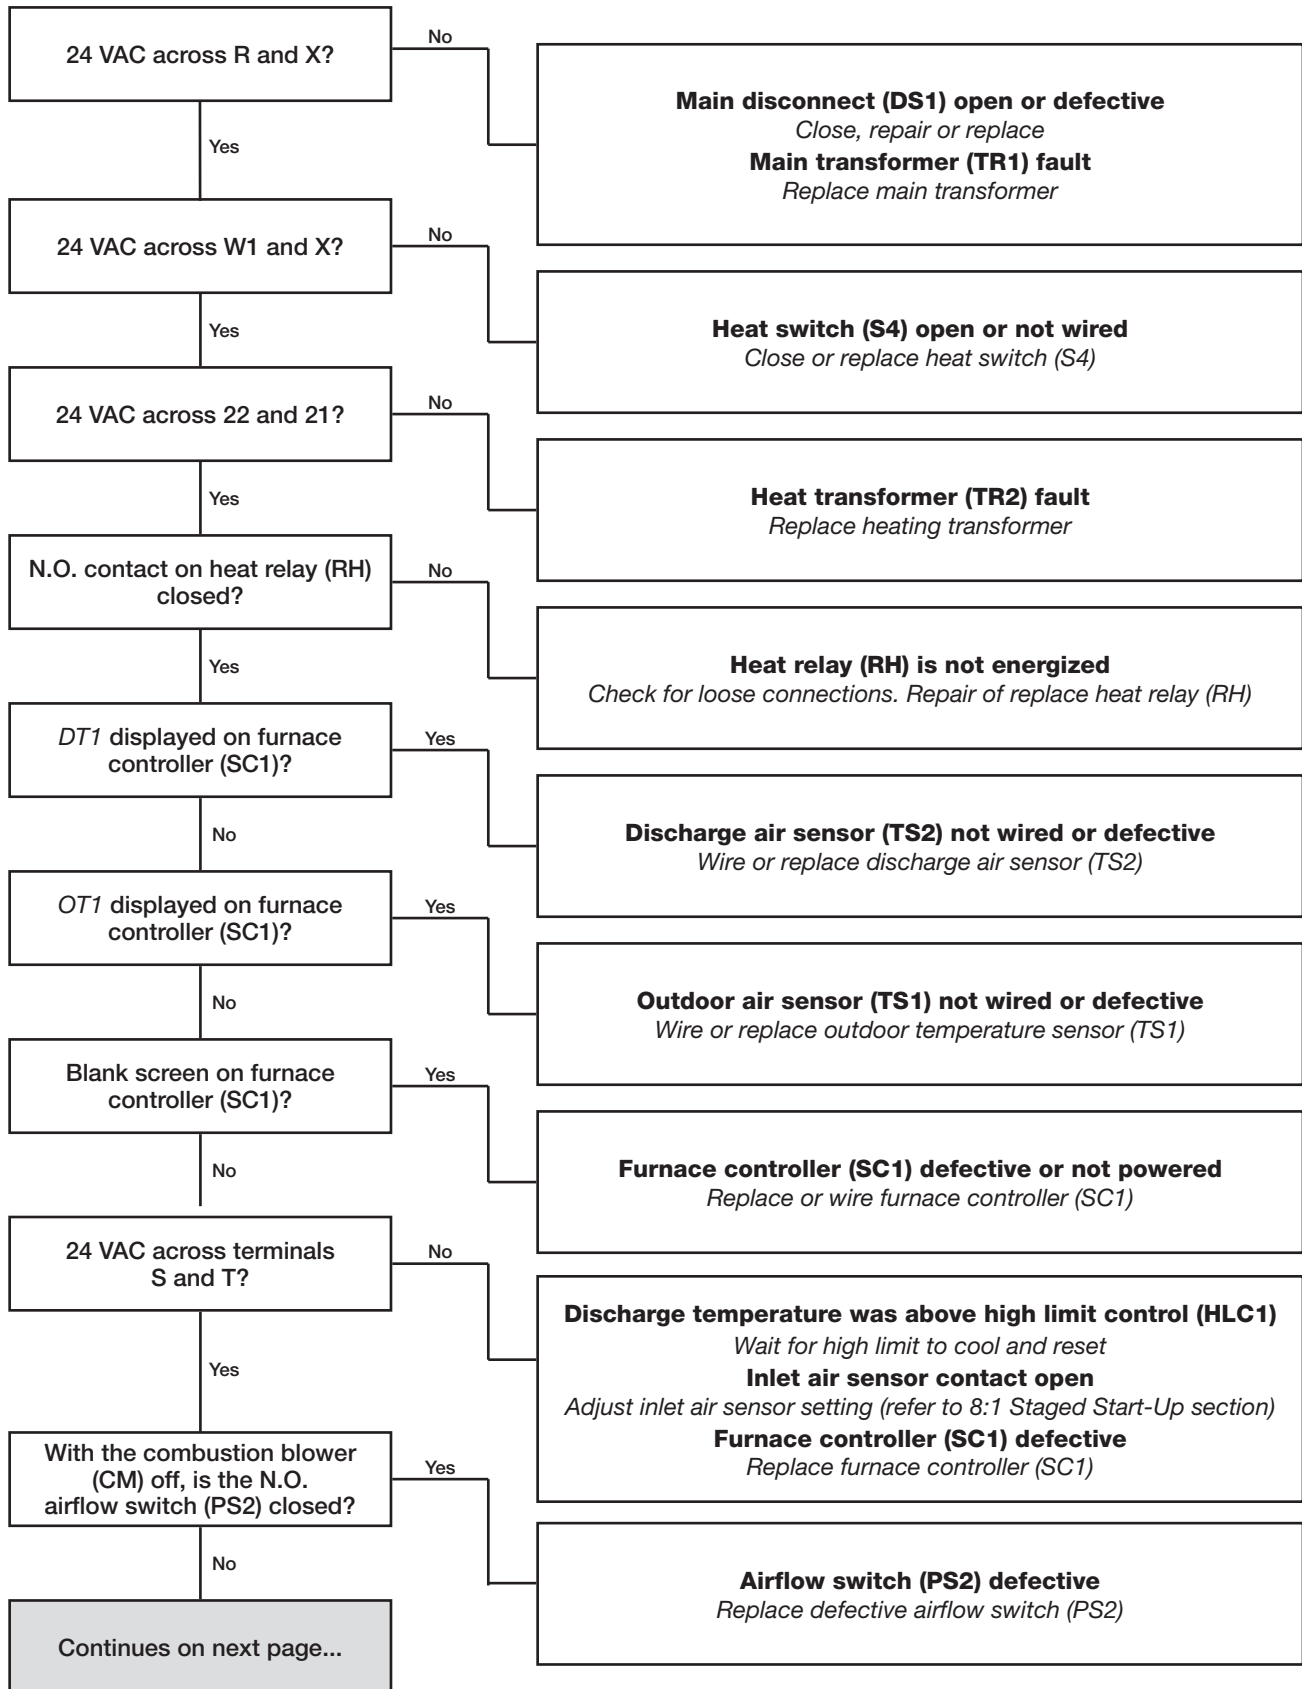 24 VAC across R and X?
No
Main disconnect (DS1) open or defective
Close, repair or replace
Main transformer (TR1) fault
Replace main transformer
Yes
24 VAC across W1 and X?
No
Heat switch (S4) open or not wired
Close or replace heat switch (S4)
Yes
24 VAC across 22 and 21?
No
Heat transformer (TR2) fault
Replace heating transformer
Yes
N.O. contact on heat relay (RH)
closed?
No
Heat relay (RH) is not energized
Check for loose connections. Repair of replace heat relay (RH)
Yes
DT1 displayed on furnace
controller (SC1)?
Yes
Discharge air sensor (TS2) not wired or defective
Wire or replace discharge air sensor (TS2)
No
OT1 displayed on furnace
controller (SC1)?
Yes
Outdoor air sensor (TS1) not wired or defective
Wire or replace outdoor temperature sensor (TS1)
No
Blank screen on furnace
controller (SC1)?
Yes
Furnace controller (SC1) defective or not powered
Replace or wire furnace controller (SC1)
No
24 VAC across terminals
S and T?
No
Discharge temperature was above high limit control (HLC1)
Wait for high limit to cool and reset
Inlet air sensor contact open
Adjust inlet air sensor setting (refer to 8:1 Staged Start-Up section)
Furnace controller (SC1) defective
Replace furnace controller (SC1)
Yes
With the combustion blower
(CM) off, is the N.O.
airflow switch (PS2) closed?
Yes
Airflow switch (PS2) defective
Replace defective airflow switch (PS2)
No
Continues on next page...